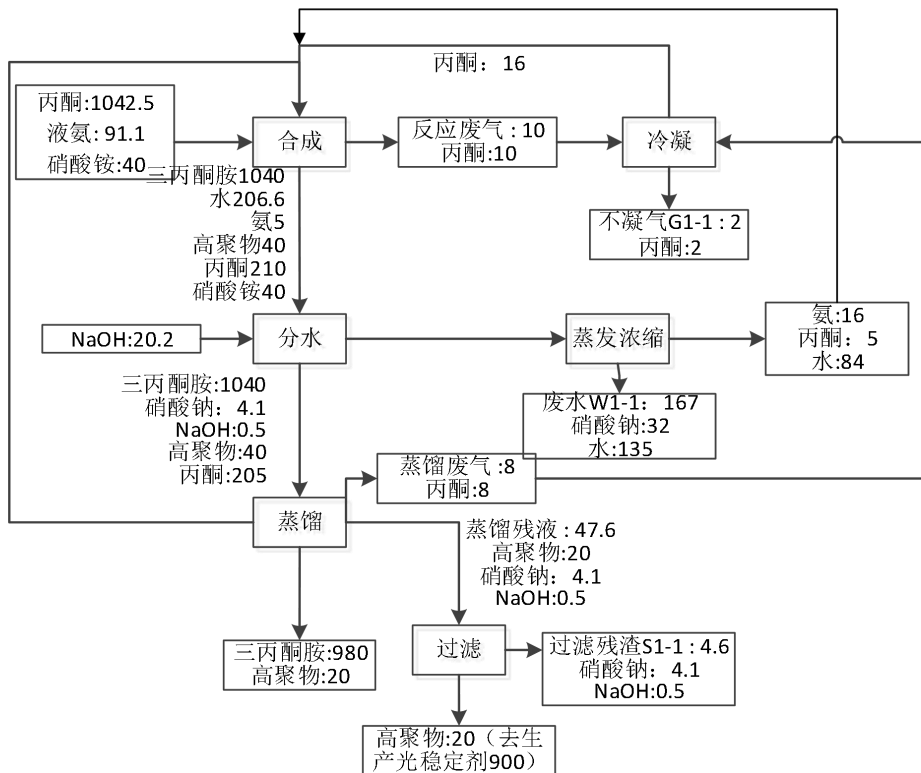 丙酮：16
丙酮:1042.5
液氨: 91.1
硝酸铵:40
合成
反应废气 : 10
丙酮:10
冷凝
三丙酮胺1040
水206.6
氨5
高聚物40
丙酮210
硝酸铵40
不凝气G1-1 : 2
丙酮:2
NaOH:20.2
分水
蒸发浓缩
氨:16
丙酮：5
水:84
三丙酮胺:1040
硝酸钠：4.1
NaOH:0.5
高聚物:40
丙酮:205
废水W1-1：167
硝酸钠:32
水:135
蒸馏废气 :8
丙酮:8
蒸馏
蒸馏残液 : 47.6
高聚物:20
硝酸钠：4.1
NaOH:0.5
三丙酮胺:980
高聚物:20
过滤
过滤残渣S1-1 : 4.6
硝酸钠：4.1
NaOH:0.5
高聚物:20（去生
产光稳定剂900）